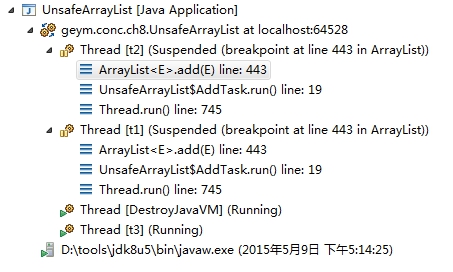 UnsafeArrayList [Java Application]
geym.conc.ch8.UnsafeArrayList at localhost:64528
Thread [t2] (Suspended (breakpoint at line 443 in ArrayList))
ArrayList<E>.add(E) line: 443
UnsafeArrayList$AddTask.run() line: 19
Thread.run() line: 745
Thread [t1] (Suspended (breakpoint at line 443 in ArrayList))
ArrayList<E>.add(E) line: 443
UnsafeArrayList$AddTask.run() line: 19
Thread.run() line: 745
Thread [DestroyJavaVM] (Running)
Thread [t3] (Running)
D:\tools\jdk8u5\bin\javaw.exe (2015年5月9日 下午5:14:25)